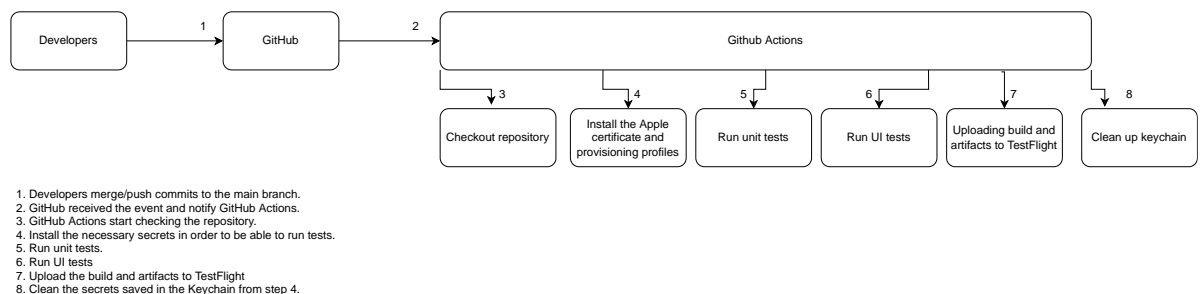 Developers
1
GitHub
2
Github Actions
3
4
5
6
7
8
Checkout repository
Install the Apple
certificate and
provisioning profiles
Run unit tests
Run UI tests
Uploading build and
artifacts to TestFlight
Clean up keychain
1. Developers merge/push commits to the main branch.
2. GitHub received the event and notify GitHub Actions.
3. GitHub Actions start checking the repository.
4. Install the necessary secrets in order to be able to run tests.
5. Run unit tests.
6. Run UI tests
7. Upload the build and artifacts to TestFlight
8. Clean the secrets saved in the Keychain from step 4.